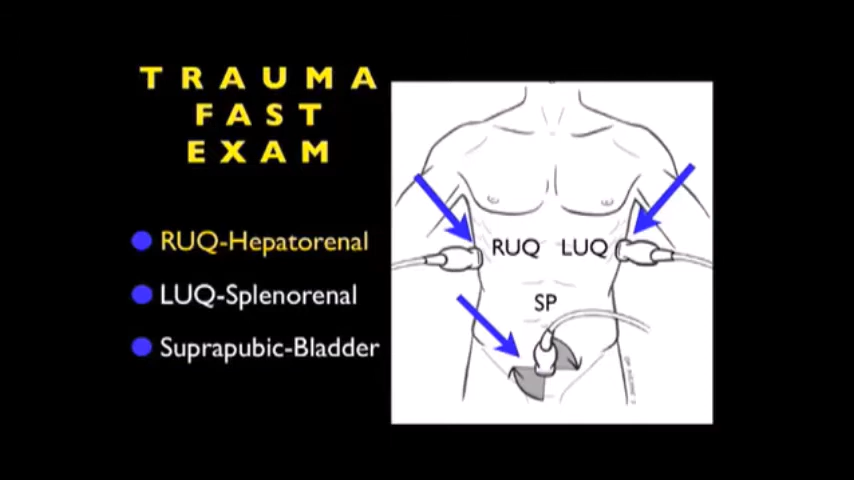 TRAUMA
FAST
EXAM
RUQ-Hepatorenal
LUQ-Splenorenal
Suprapubic-Bladder
RUQ LUQ
SP